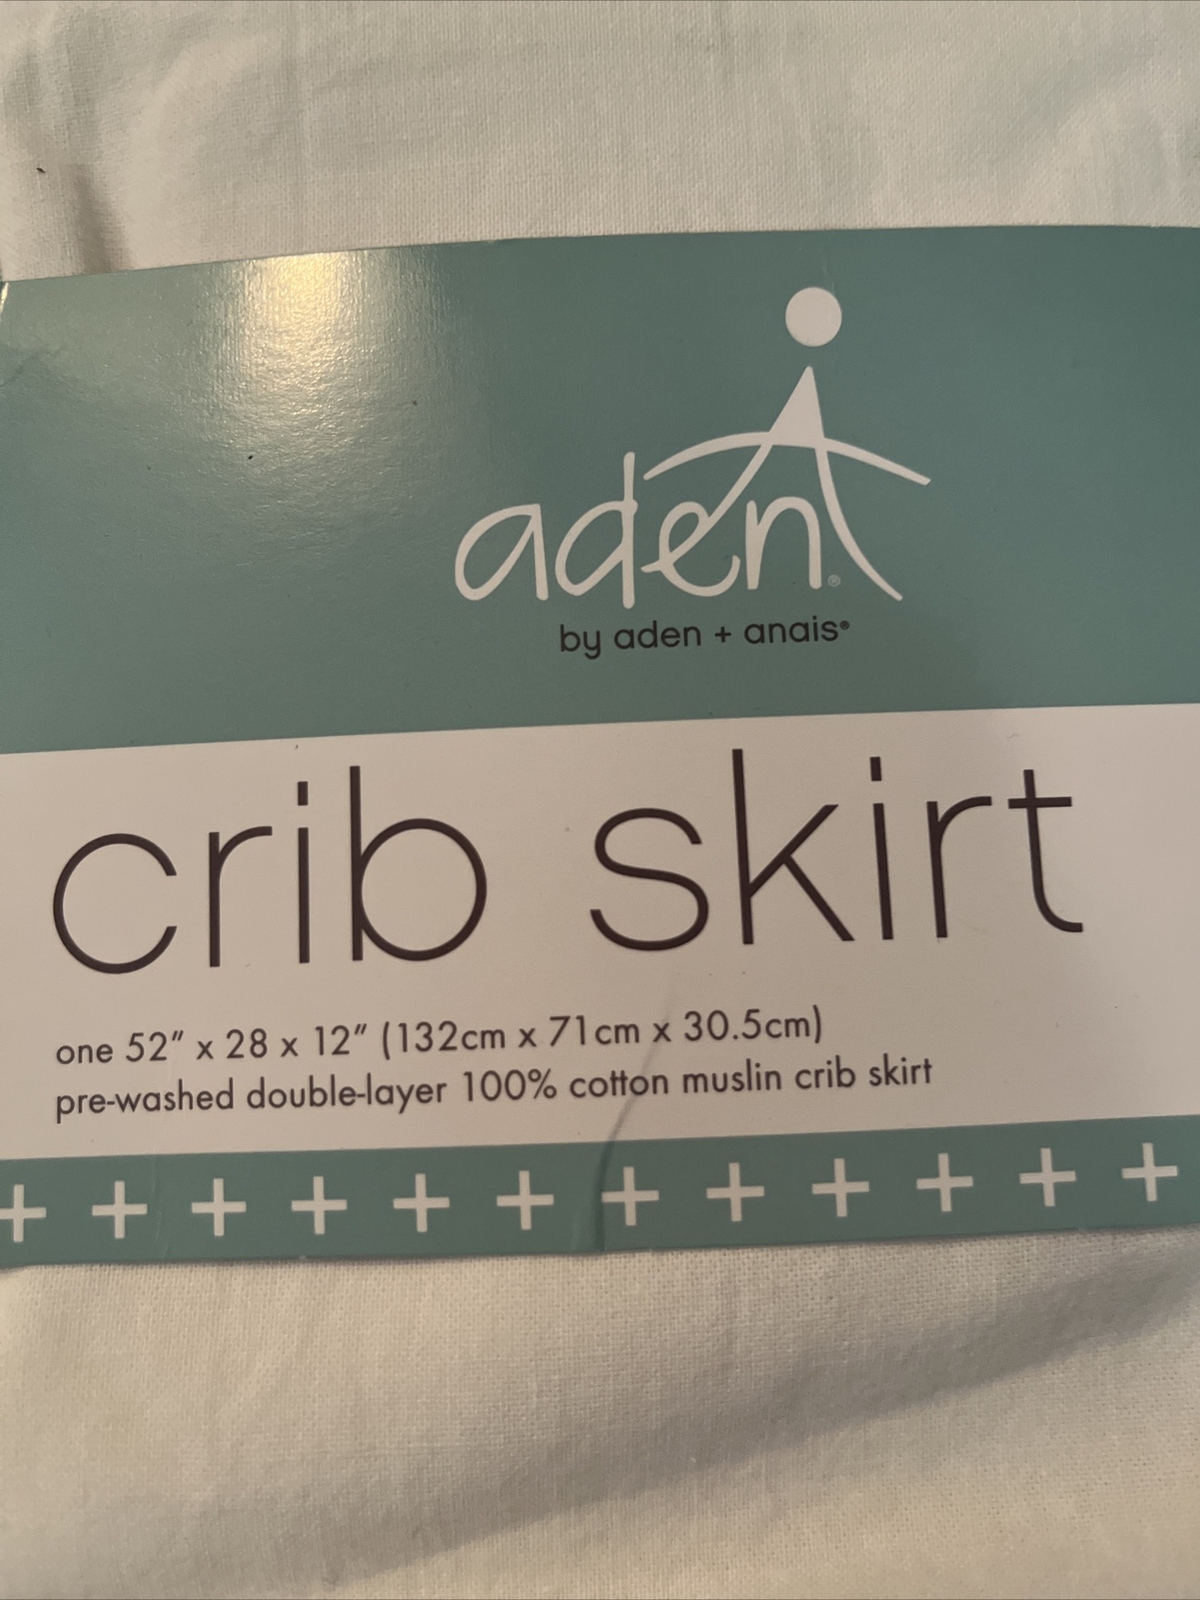 aden®
by aden + anais®
crib skirt
one 52" x 28 x 12" (132cm x 71cm x 30.5cm)
pre-washed double-layer 100% cotton muslin crib skirt
+ + + + + + + + + + + +